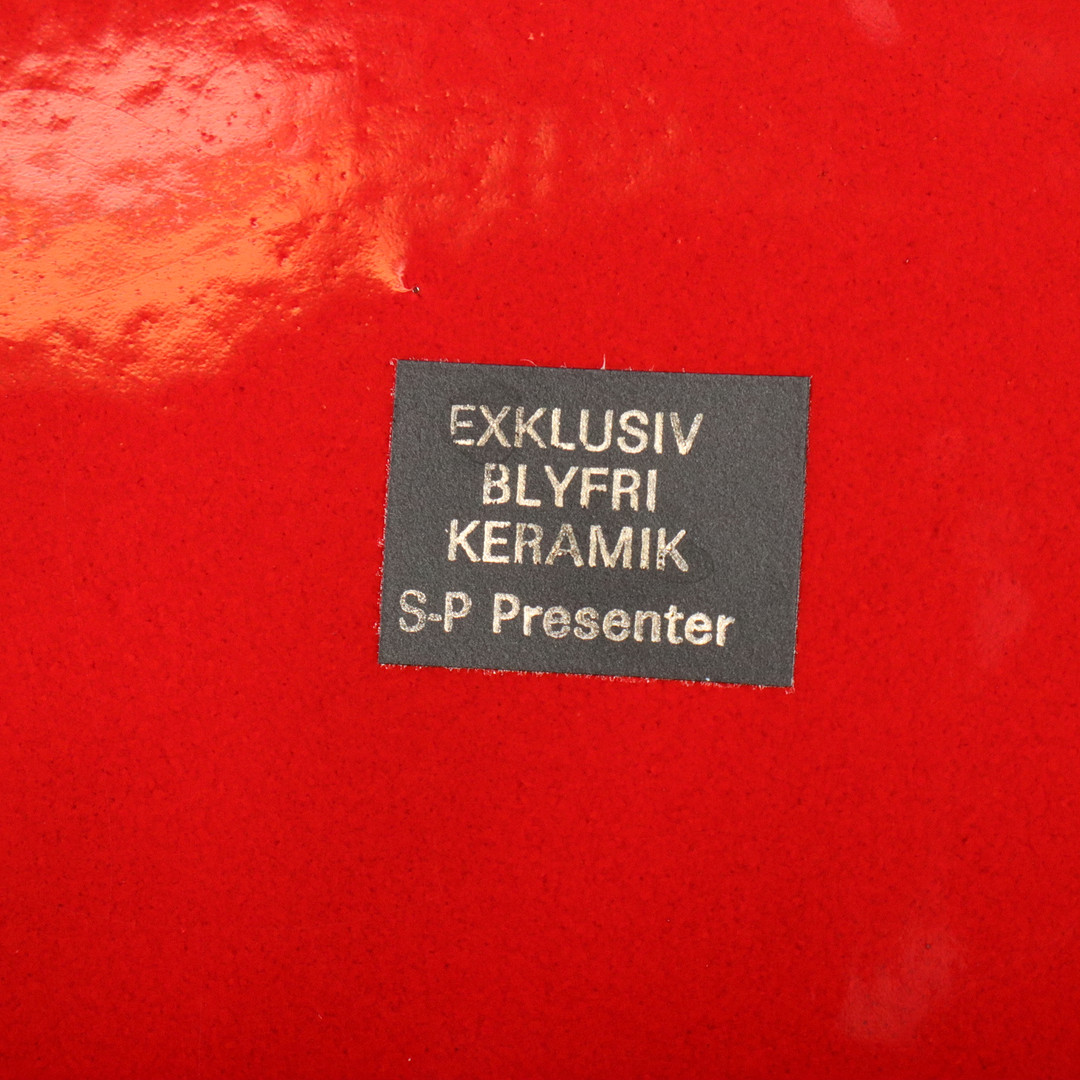 EXKLUSIV
BLYFRI
KERAMIK
S-P Presenter